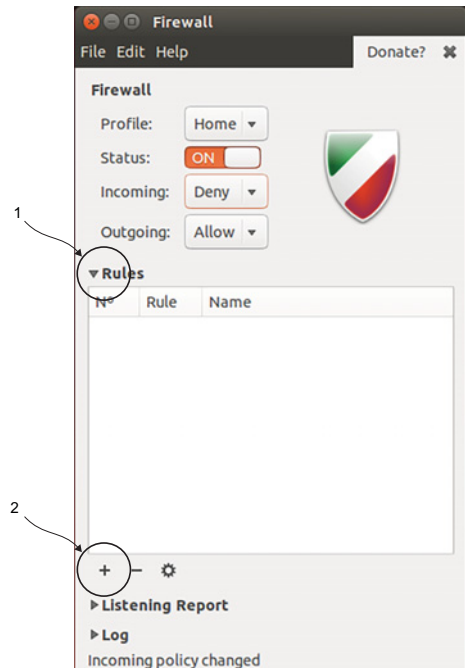 Firewall
File Edit Help
Donate? ✖
Firewall
Profile: Home
Status: ON
Incoming: Deny
Outgoing: Allow
1
Rules
Nº Rule Name
2
+ −
Listening Report
Log
Incoming policy changed